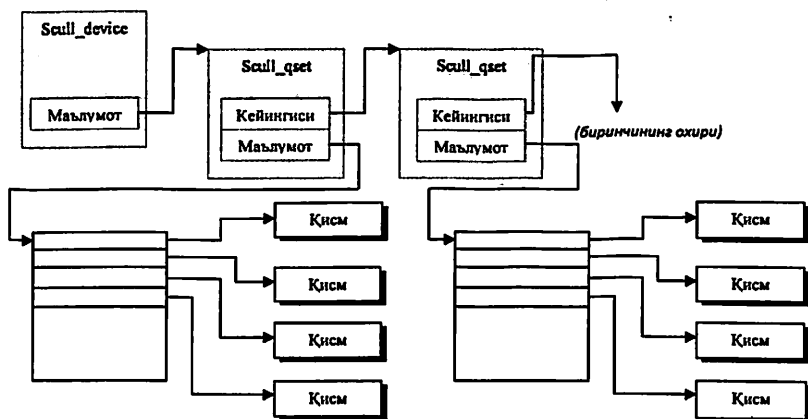 Scull_device
Scull_qset
Scull_qset
Маълумот
Кейингиси
Кейингиси
Маълумот
Маълумот
(биринчининг охири)
Қисм
Қисм
Қисм
Қисм
Қисм
Қисм
Қисм
Қисм